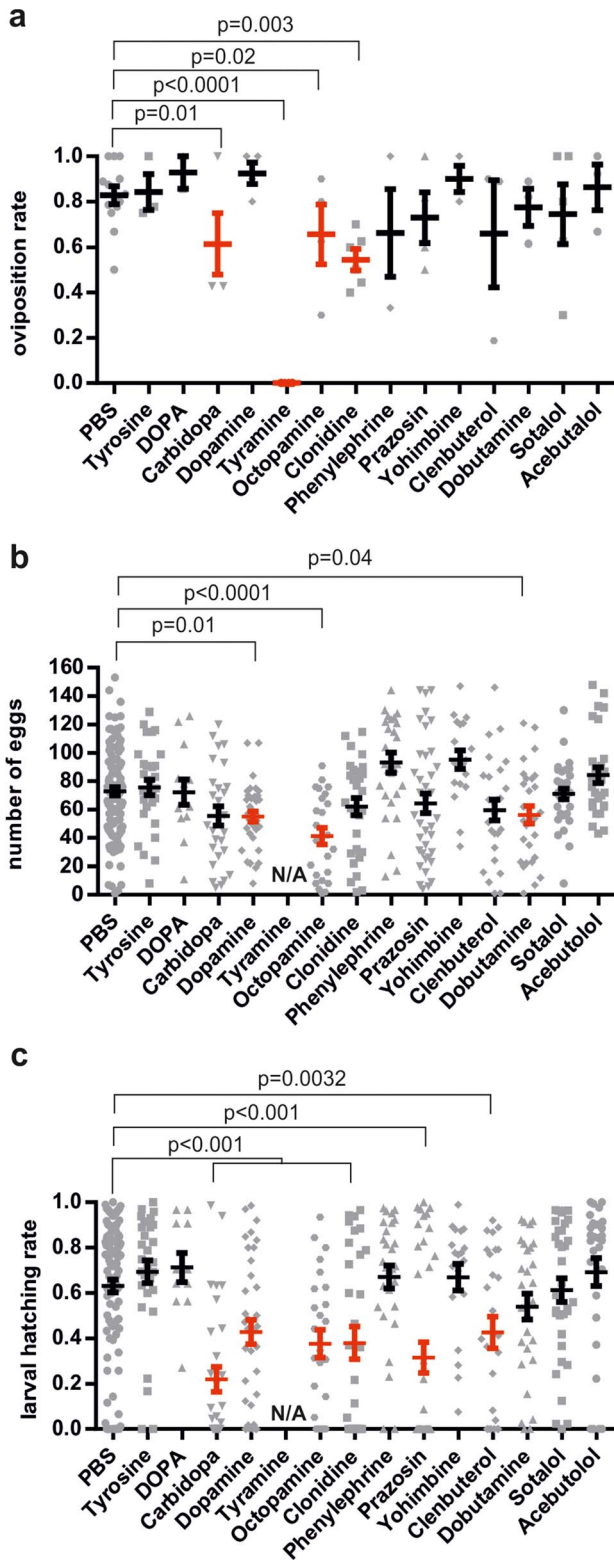 a
p=0.003
p=0.02
p<0.0001
p=0.01
oviposition rate
1.0
0.8
0.6
0.4
0.2
0.0
PBS
Tyrosine
DOPA
Carbidopa
Dopamine
Tyramine
Octopamine
Clonidine
Phenylephrine
Prazosin
Yohimbine
Clenbuterol
Dobutamine
Sotalol
Acebutalol
b
p=0.04
p<0.0001
p=0.01
number of eggs
160
140
120
100
80
60
40
20
0
N/A
PBS
Tyrosine
DOPA
Carbidopa
Dopamine
Tyramine
Octopamine
Clonidine
Phenylephrine
Prazosin
Yohimbine
Clenbuterol
Dobutamine
Sotalol
Acebutolol
c
p=0.0032
p<0.001
p<0.001
larval hatching rate
1.0
0.8
0.6
0.4
0.2
0.0
N/A
PBS
Tyrosine
DOPA
Carbidopa
Dopamine
Tyramine
Octopamine
Clonidine
Phenylephrine
Prazosin
Yohimbine
Clenbuterol
Dobutamine
Sotalol
Acebutolol